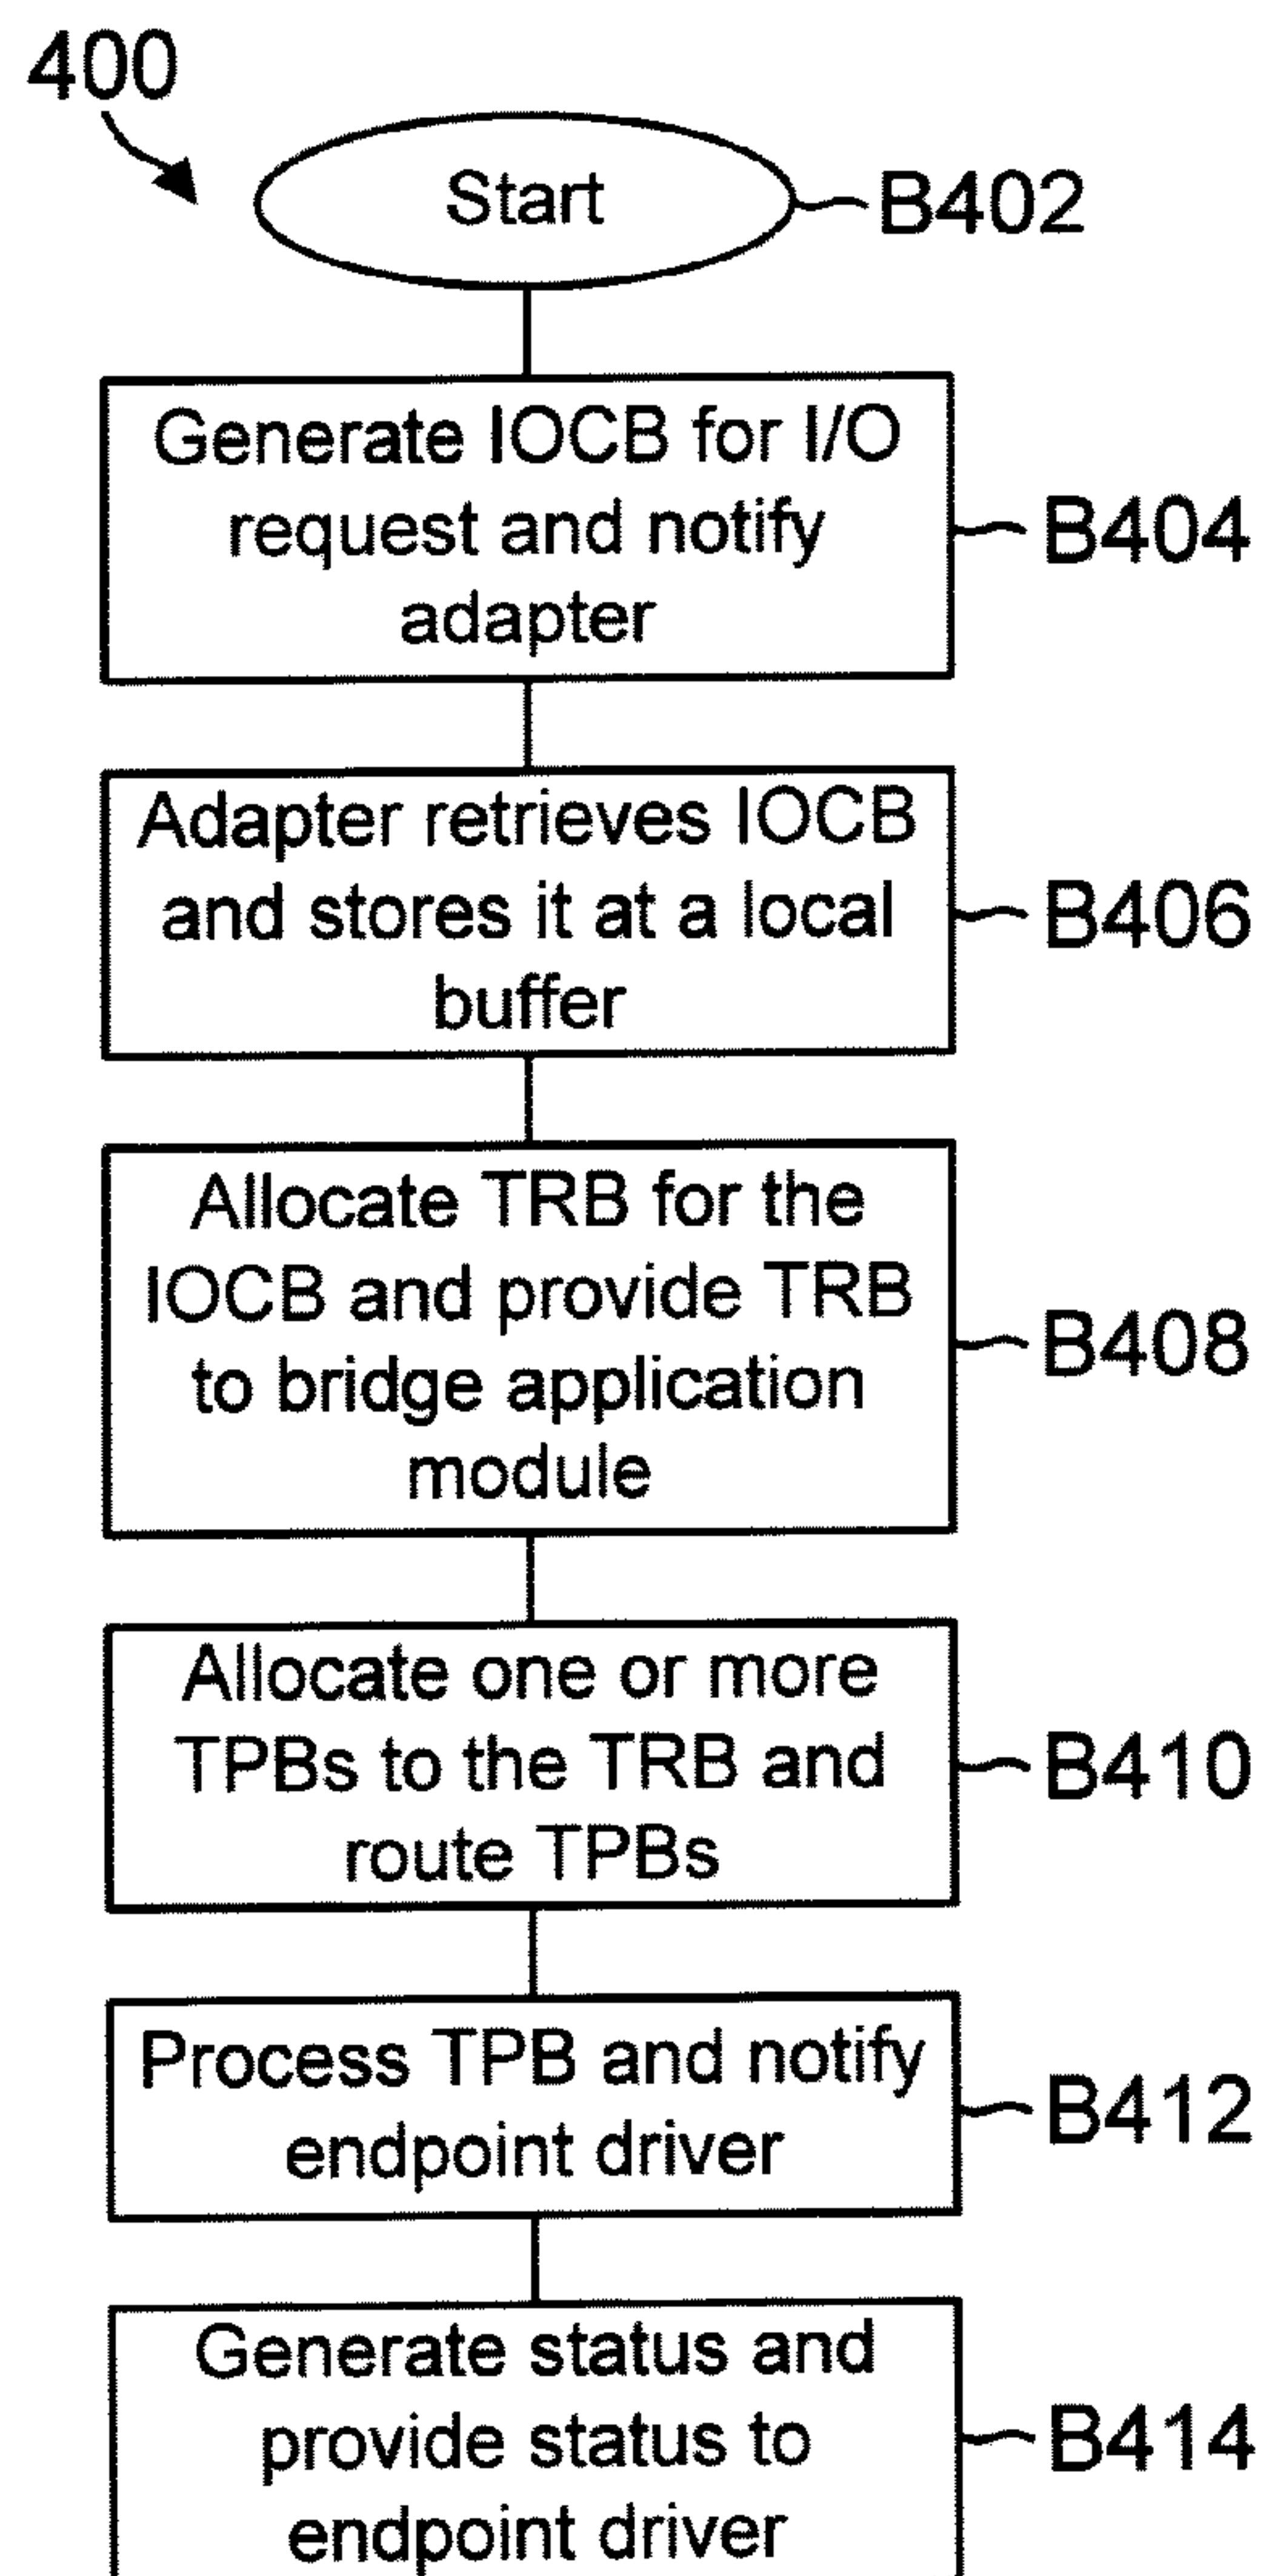 400
Start
B402
Generate IOCB for I/O
request and notify
adapter
B404
Adapter retrieves IOCB
and stores it at a local
buffer
B406
Allocate TRB for the
IOCB and provide TRB
to bridge application
module
B408
Allocate one or more
TPBs to the TRB and
route TPBs
B410
Process TPB and notify
endpoint driver
B412
Generate status and
provide status to
endpoint driver
B414